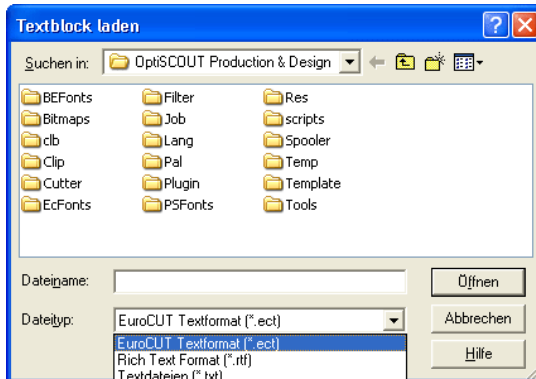 Textblock laden
Suchen in: OptiSCOUT Production & Design
BEFonts Filter Res
Bitmaps Job scripts
clb Lang Spooler
Clip Pal Temp
Cutter Plugin Template
EcFonts PSFonts Tools
Dateiname: Öffnen
Dateityp: EuroCUT Textformat (*.ect) Abbrechen
EuroCUT Textformat (*.ect)
Rich Text Format (*.rtf) Hilfe
Textdateien (*.txt)